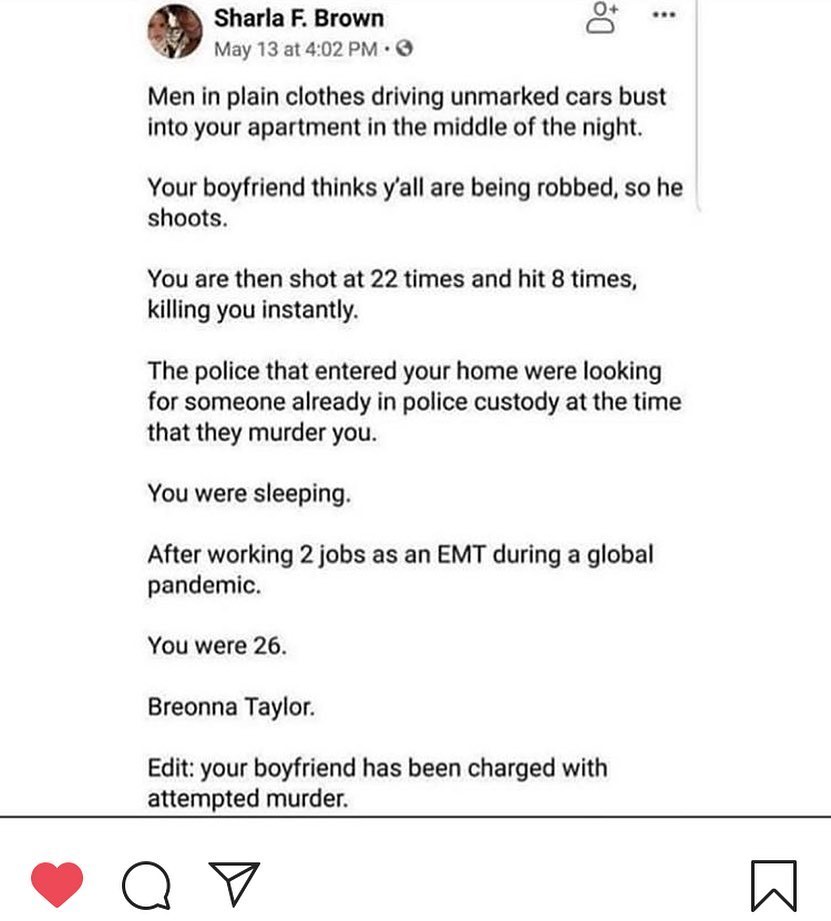 Sharla F. Brown
May 13 at 4:02 PM ·
Men in plain clothes driving unmarked cars bust
into your apartment in the middle of the night.
Your boyfriend thinks y'all are being robbed, so he
shoots.
You are then shot at 22 times and hit 8 times,
killing you instantly.
The police that entered your home were looking
for someone already in police custody at the time
that they murder you.
You were sleeping.
After working 2 jobs as an EMT during a global
pandemic.
You were 26.
Breonna Taylor.
Edit: your boyfriend has been charged with
attempted murder.